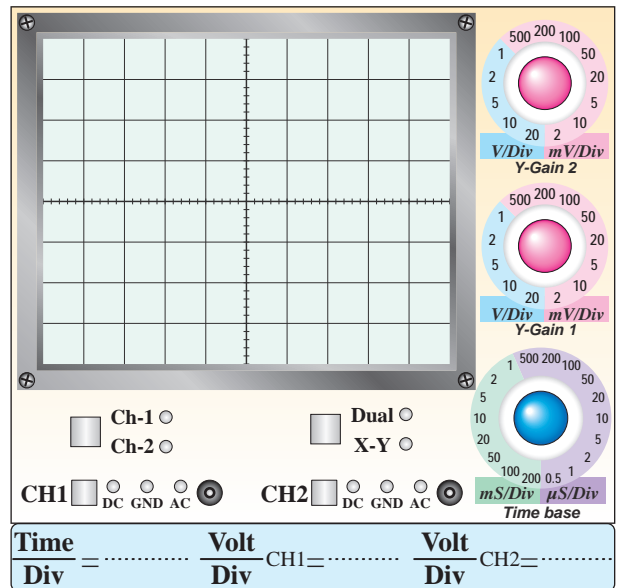 500 200 100
1 50
2 20
5 5
10 10
20 2
V/Div mV/Div
Y-Gain 2
500 200 100
1 50
2 20
5 5
10 10
20 2
V/Div mV/Div
Y-Gain 1
1 500 200 100
2 50
5 20
10 10
20 5
50 2
100 200 0.5 1
mS/Div µS/Div
Time base
Ch-1 Dual
Ch-2 X-Y
CH1 DC GND AC CH2 DC GND AC
Time/Div = ............... Volt/Div CH1=............... Volt/Div CH2=...............